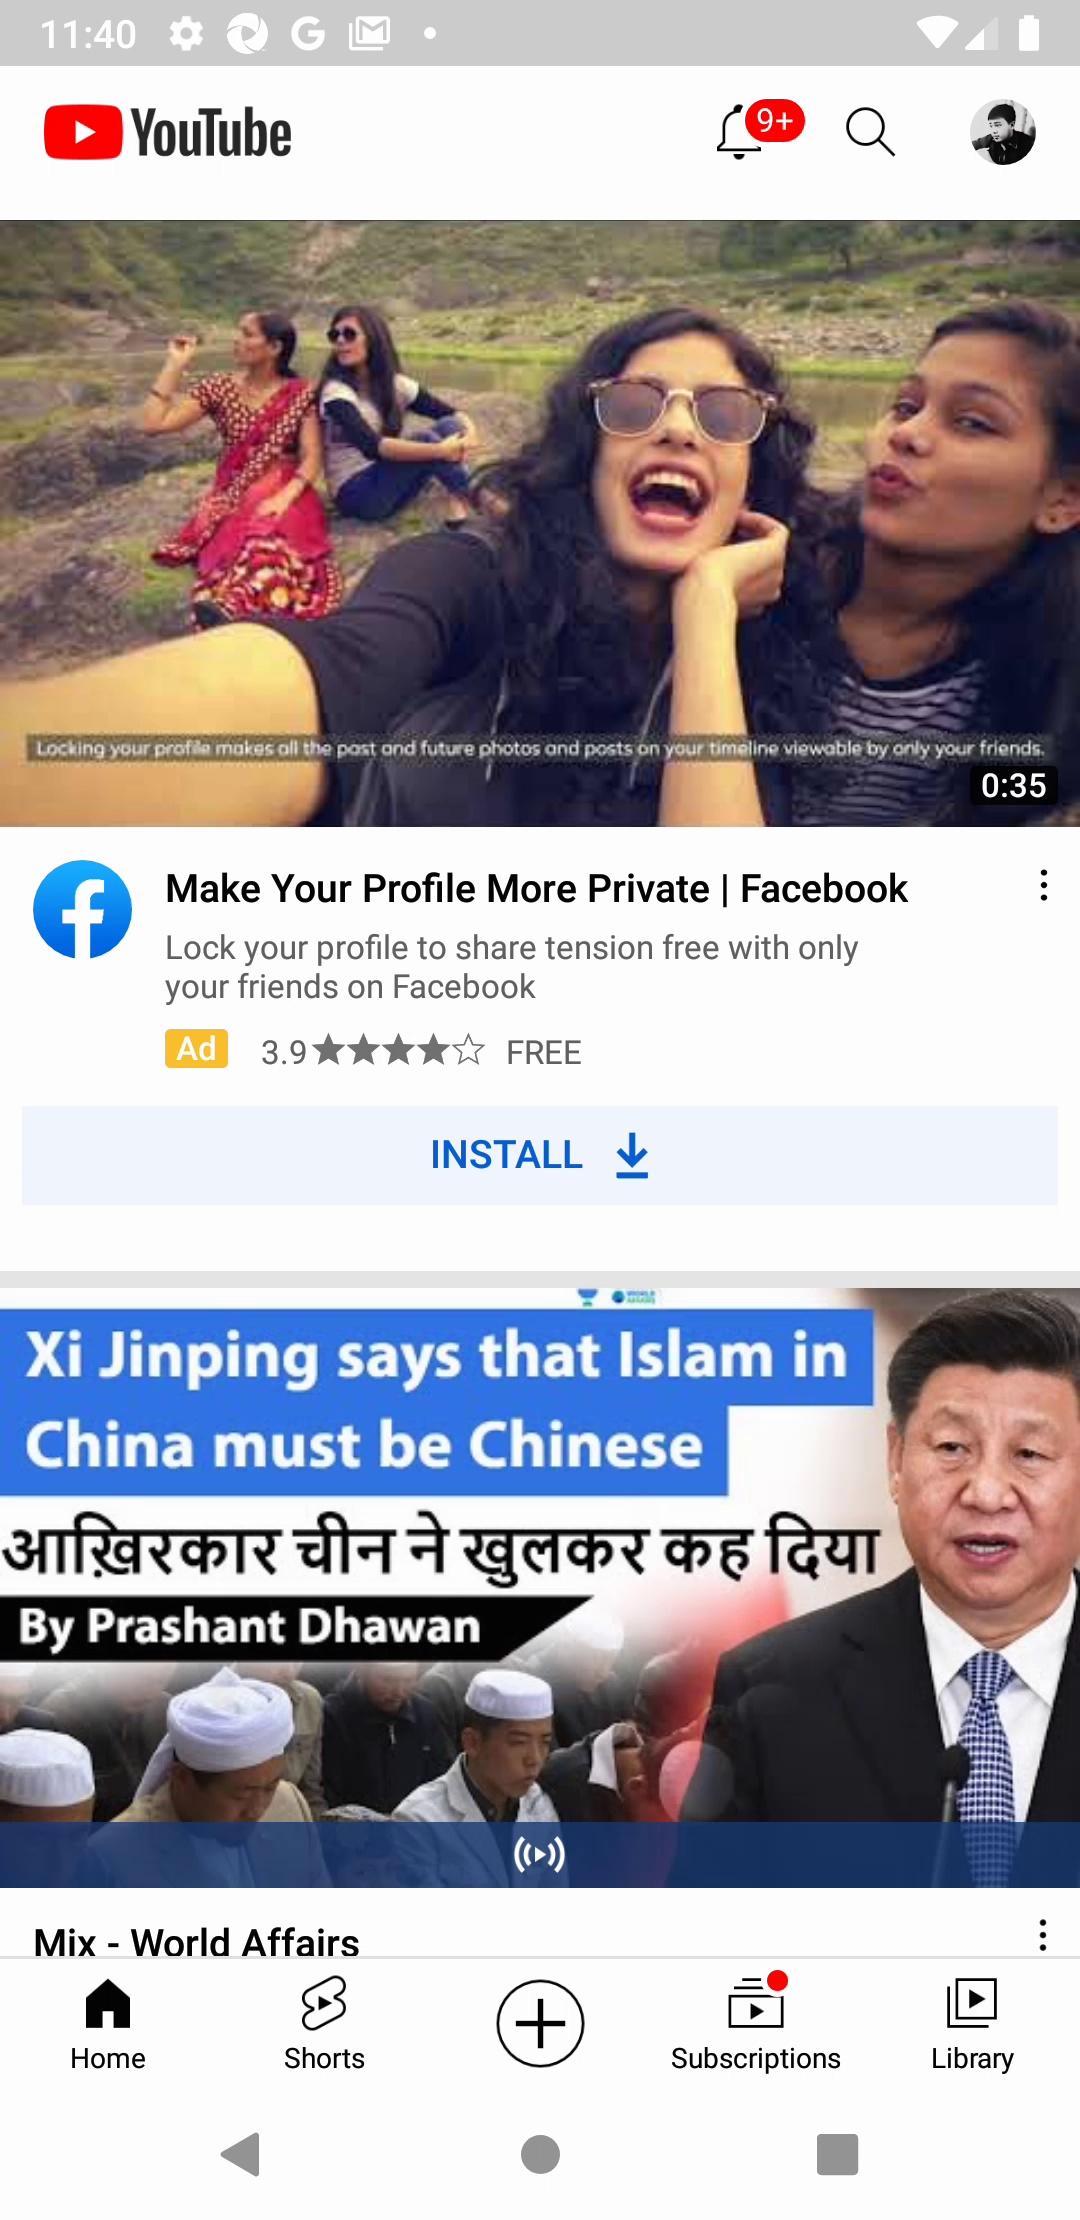 11:40
YouTube
9+
Locking your profile makes all the past and future photos and posts on your timeline viewable by only your friends.
0:35
Make Your Profile More Private | Facebook
Lock your profile to share tension free with only
your friends on Facebook
Ad 3.9 FREE
INSTALL
WORLD AFFAIRS
Xi Jinping says that Islam in
China must be Chinese
आख़िरकार चीन ने खुलकर कह दिया
By Prashant Dhawan
Mix - World Affairs
Home Shorts Subscriptions Library